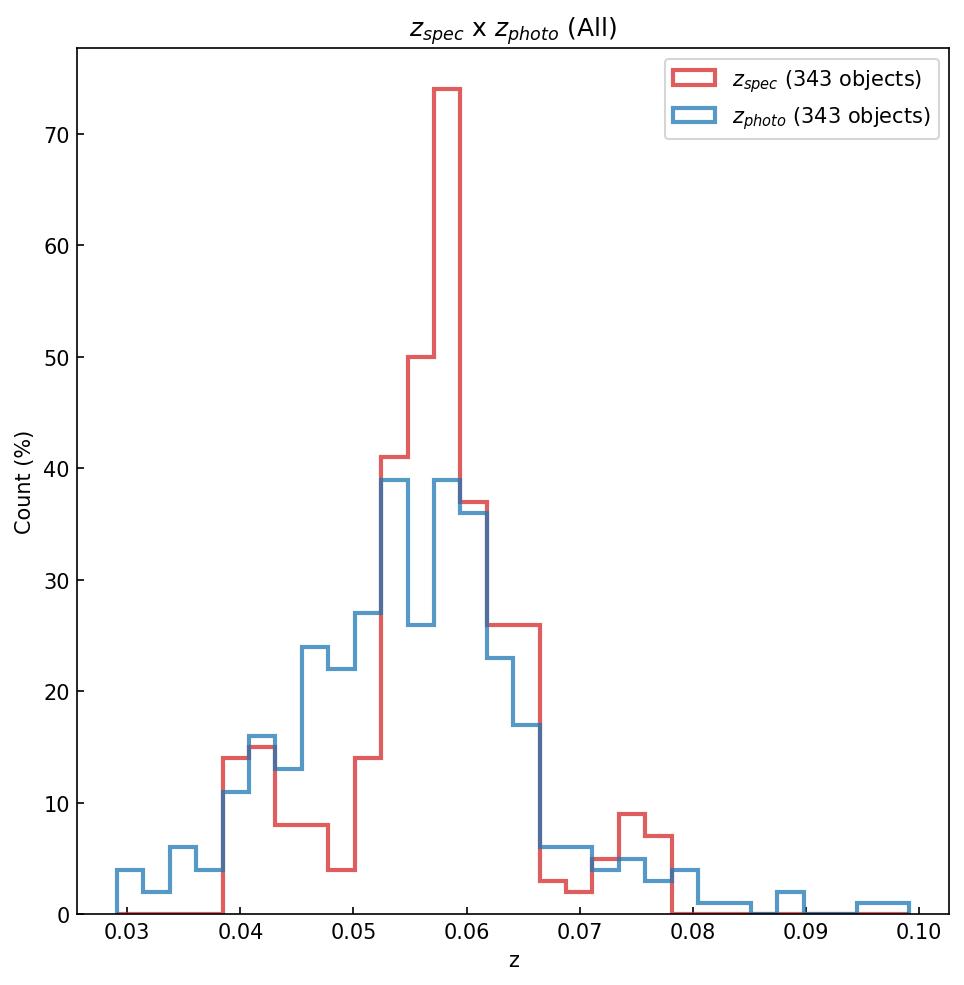 z_spec x z_photo (All)
z_spec (343 objects)
z_photo (343 objects)
Count (%)
70
60
50
40
30
20
10
0
0.03 0.04 0.05 0.06 0.07 0.08 0.09 0.10
z